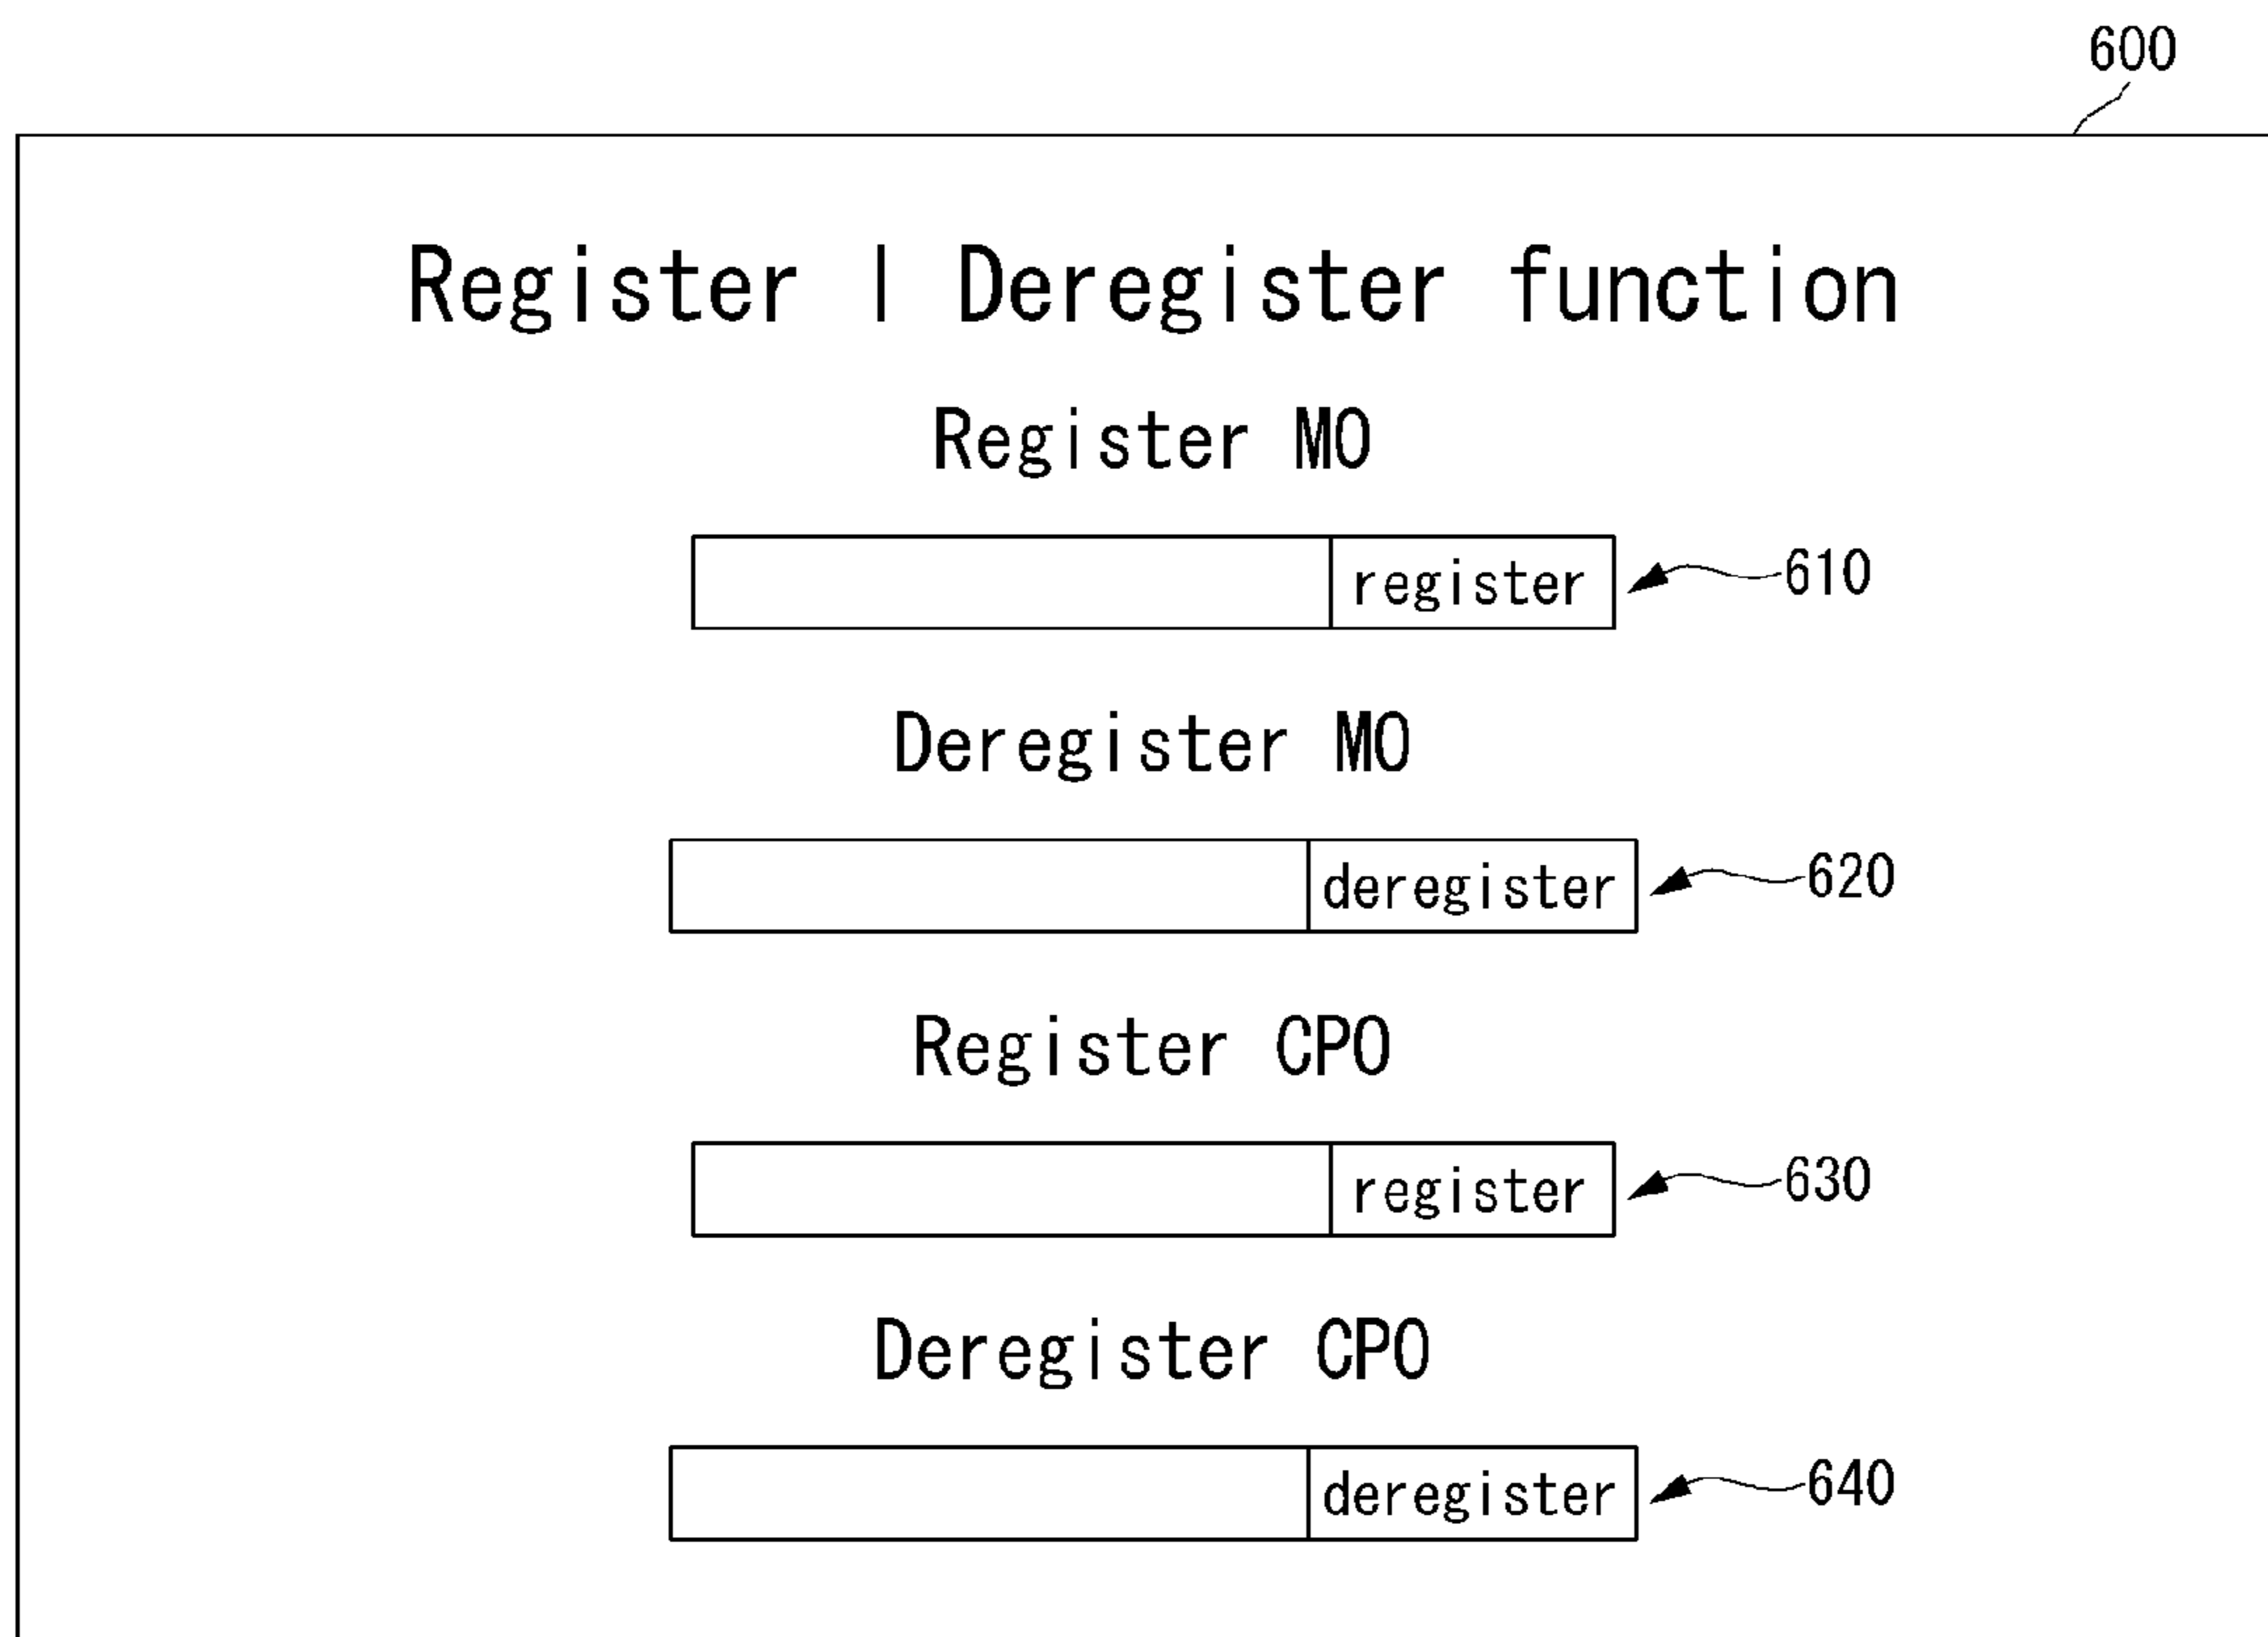 600
Register | Deregister function
Register MO
register 610
Deregister MO
deregister 620
Register CPO
register 630
Deregister CPO
deregister 640